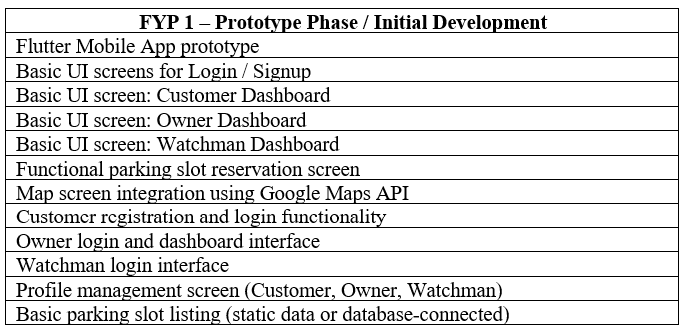 FYP 1 – Prototype Phase / Initial Development
Flutter Mobile App prototype
Basic UI screens for Login / Signup
Basic UI screen: Customer Dashboard
Basic UI screen: Owner Dashboard
Basic UI screen: Watchman Dashboard
Functional parking slot reservation screen
Map screen integration using Google Maps API
Customer registration and login functionality
Owner login and dashboard interface
Watchman login interface
Profile management screen (Customer, Owner, Watchman)
Basic parking slot listing (static data or database-connected)